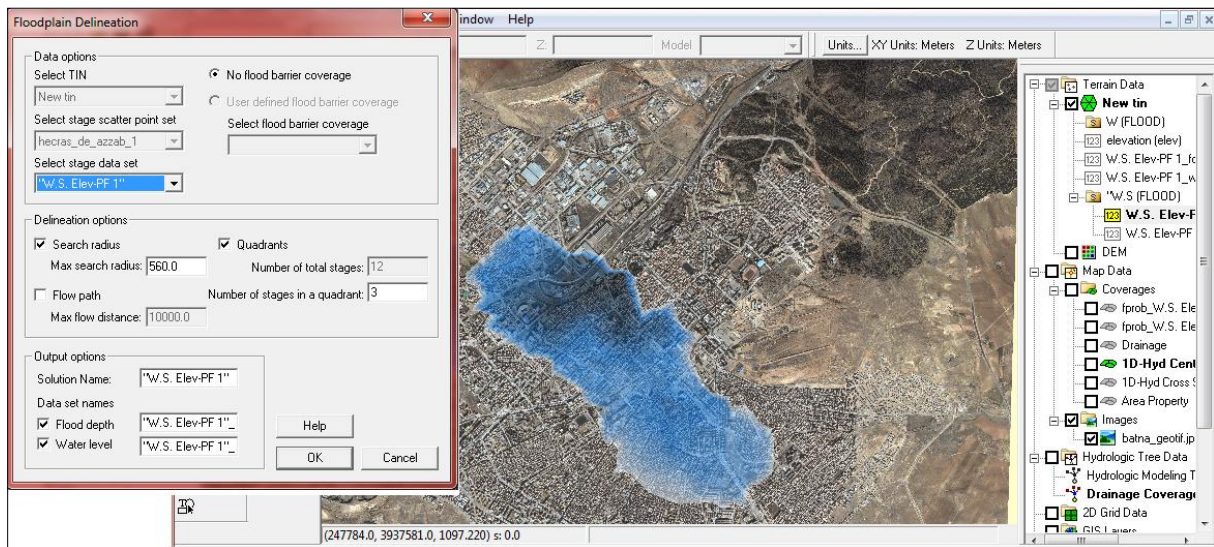 Floodplain Delineation
Data options
Select TIN
New tin
Select stage scatter point set
hecras_de_azzab_1
Select stage data set
"W.S. Elev-PF 1"
No flood barrier coverage
User defined flood barrier coverage
Select flood barrier coverage
Delineation options
Search radius
Max search radius: 560.0
Flow path
Max flow distance: 10000.0
Quadrants
Number of total stages: 12
Number of stages in a quadrant: 3
Output options
Solution Name: "W.S. Elev-PF 1"
Data set names
Flood depth "W.S. Elev-PF 1"_
Water level "W.S. Elev-PF 1"_
Help
OK Cancel
indow Help
Z: Model Units... XY Units: Meters Z Units: Meters
Terrain Data
New tin
W (FLOOD)
123 elevation (elev)
123 W.S. Elev-PF 1_fc
123 W.S. Elev-PF 1_w
"W.S (FLOOD)
123 W.S. Elev-F
123 W.S. Elev-PF
DEM
Map Data
Coverages
fprob_W.S. Ele
fprob_W.S. Ele
Drainage
1D-Hyd Cent
1D-Hyd Cross S
Area Property
Images
batna_geotif.jp
Hydrologic Tree Data
Hydrologic Modeling T
Drainage Coverage
2D Grid Data
GIS Layers
(247784.0, 3937581.0, 1097.220) s: 0.0